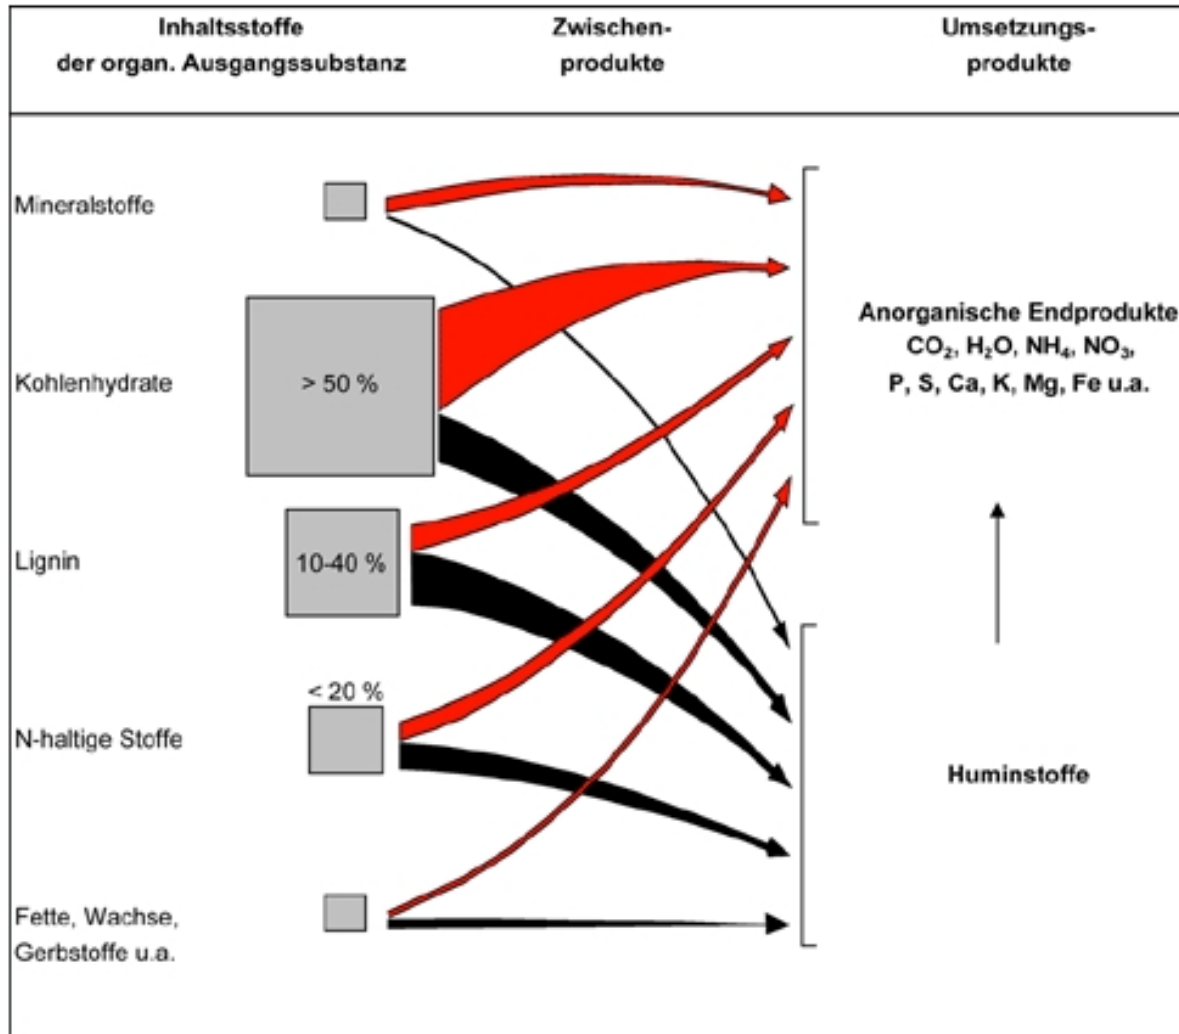 Inhaltsstoffe
der organ. Ausgangssubstanz
Zwischen-
produkte
Umsetzungs-
produkte
Mineralstoffe
Kohlenhydrate
> 50 %
Lignin
10-40 %
< 20 %
N-haltige Stoffe
Fette, Wachse,
Gerbstoffe u.a.
Anorganische Endprodukte
CO₂, H₂O, NH₄, NO₃,
P, S, Ca, K, Mg, Fe u.a.
Huminstoffe